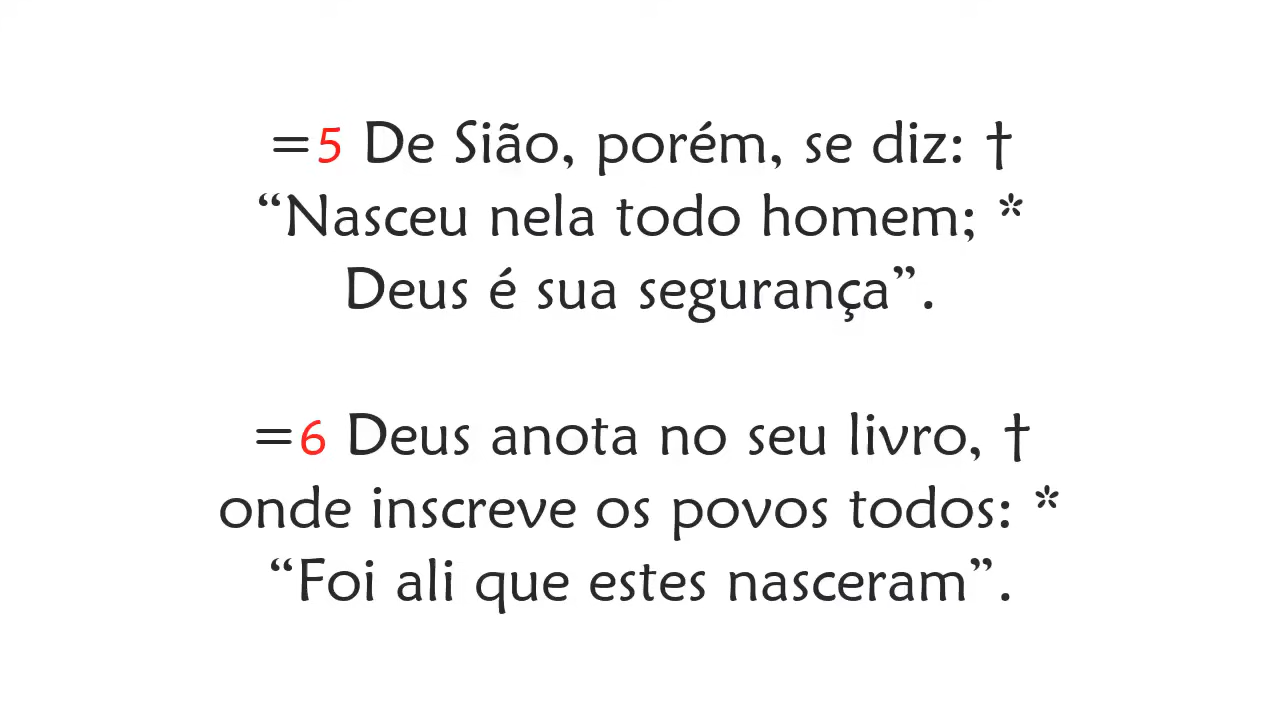 =5 De Sião, porém, se diz: †
“Nasceu nela todo homem; *
Deus é sua segurança”.
=6 Deus anota no seu livro, †
onde inscreve os povos todos: *
“Foi ali que estes nasceram”.